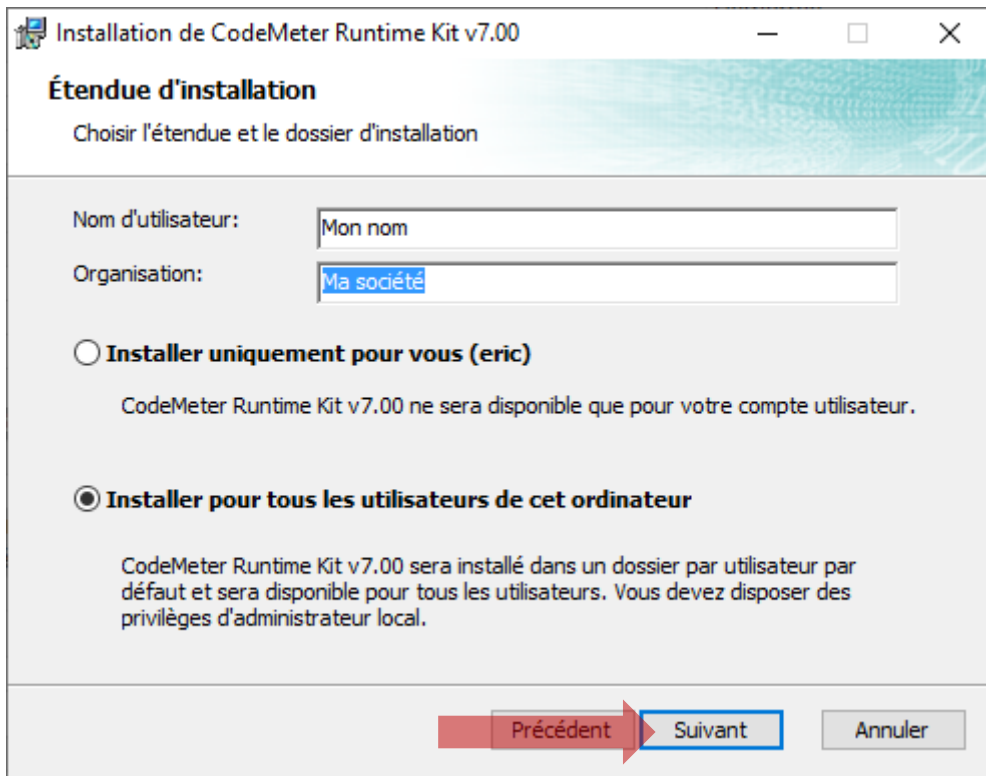 Installation de CodeMeter Runtime Kit v7.00
Étendue d'installation
Choisir l'étendue et le dossier d'installation
Nom d'utilisateur:
Mon nom
Organisation:
Ma société
Installer uniquement pour vous (eric)
CodeMeter Runtime Kit v7.00 ne sera disponible que pour votre compte utilisateur.
Installer pour tous les utilisateurs de cet ordinateur
CodeMeter Runtime Kit v7.00 sera installé dans un dossier par utilisateur par
défaut et sera disponible pour tous les utilisateurs. Vous devez disposer des
privilèges d'administrateur local.
Précédent
Suivant
Annuler